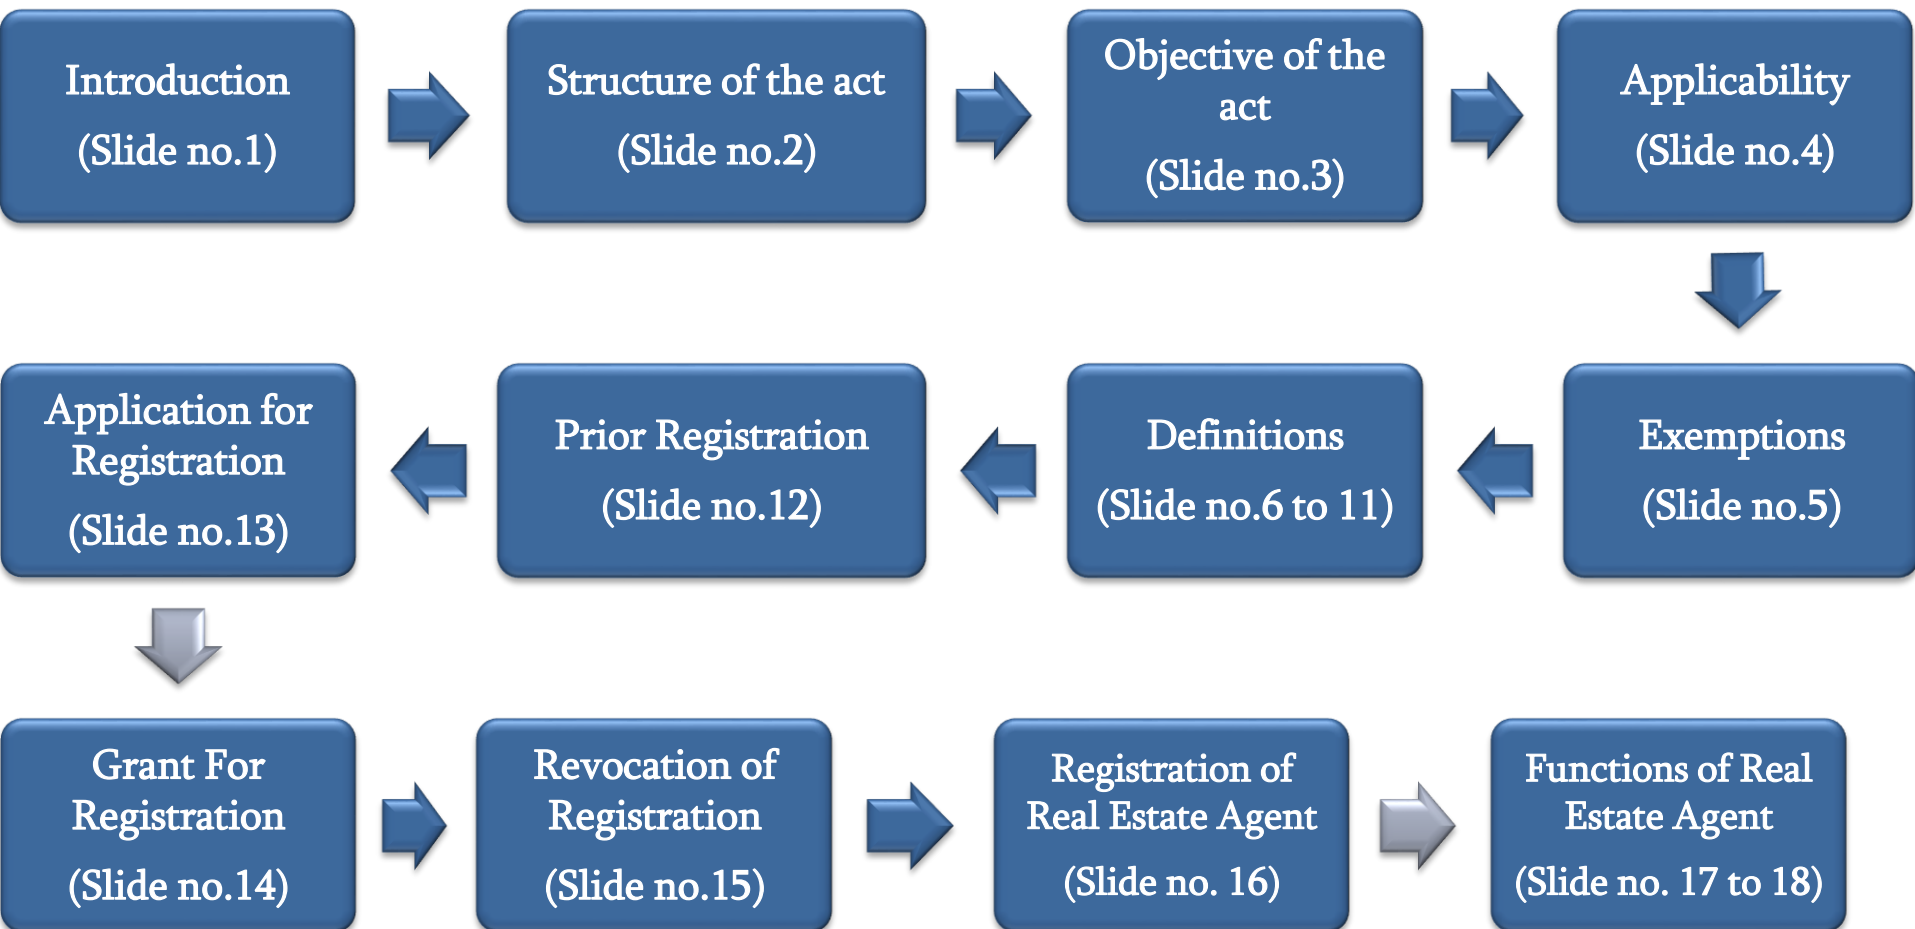 Introduction
(Slide no.1)
Structure of the act
(Slide no.2)
Objective of the
act
(Slide no.3)
Applicability
(Slide no.4)
Exemptions
(Slide no.5)
Definitions
(Slide no.6 to 11)
Prior Registration
(Slide no.12)
Application for
Registration
(Slide no.13)
Grant For
Registration
(Slide no.14)
Revocation of
Registration
(Slide no.15)
Registration of
Real Estate Agent
(Slide no. 16)
Functions of Real
Estate Agent
(Slide no. 17 to 18)